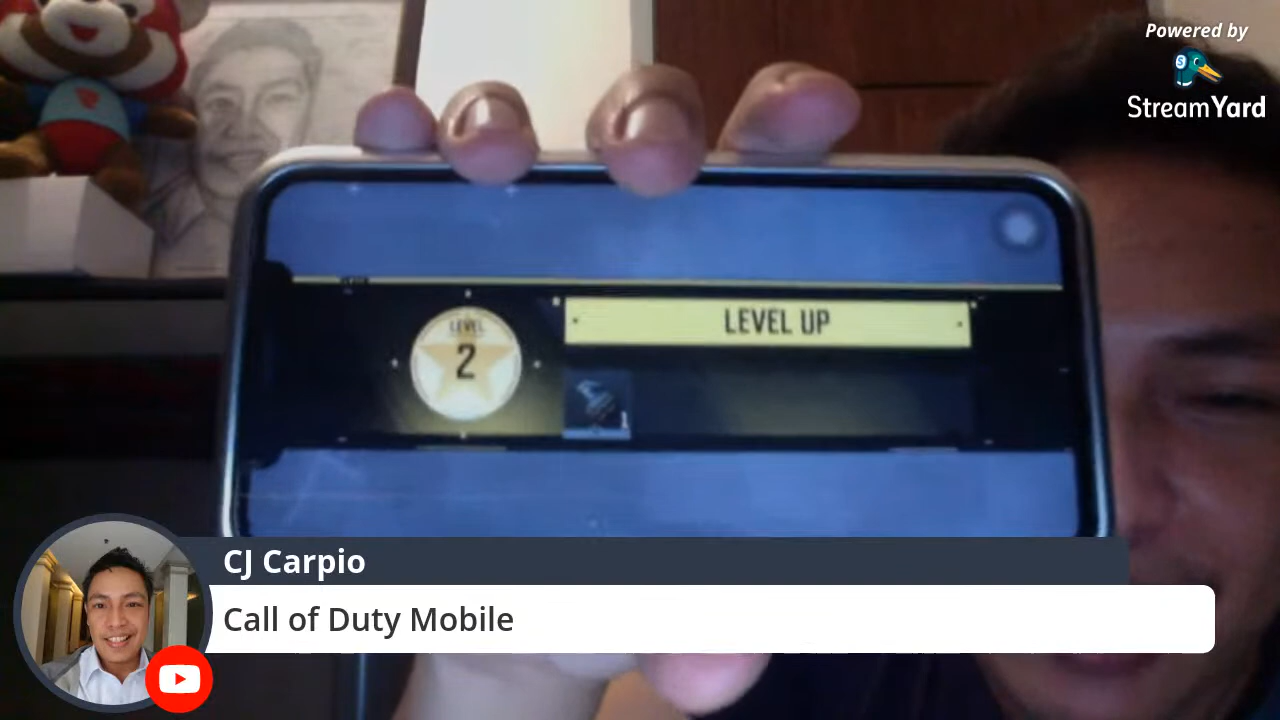 Powered by
StreamYard
LEVEL UP
LEVEL
2
1
CJ Carpio
Call of Duty Mobile